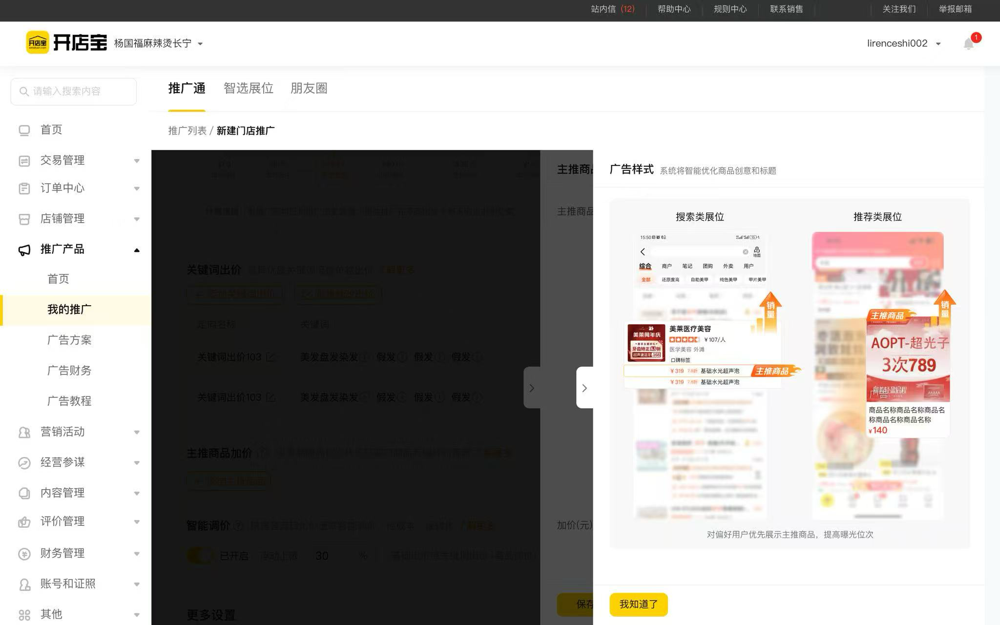 站内信 (12)
帮助中心
规则中心
联系销售
关注我们
举报邮箱
开店宝
开店宝
杨国福麻辣烫长宁
lirenceshi002
1
请输入搜索内容
首页
交易管理
订单中心
店铺管理
推广产品
首页
我的推广
广告方案
广告财务
广告教程
营销活动
经营参谋
内容管理
评价管理
财务管理
账号和证照
其他
推广通
智选展位
朋友圈
推广列表 / 新建门店推广
关键词出价
了解更多
定向名称
关键词
关键词出价103
美发盘发染发
假发
假发
假发
关键词出价103
美发盘发染发
假发
假发
假发
主推商品加价
智能调价
已开启
浮动上限
30
%
更多设置
主推商品
主推商品
加价(元)
保存
广告样式
系统将智能优化商品创意和标题
搜索类展位
15:50
地图
综合
商户
笔记
团购
外卖
用户
全部
还原度高
自助美甲
纯色美甲
甲片美甲
销量
美莱周年庆
牙齿矫正8.5折
美莱医疗美容
¥107/人
医学美容 外滩
口碑标签
¥319 7.8折 基础水光超声泡
主推商品
¥319 7.8折 基础水光超声泡
推荐类展位
销量
主推商品
AOPT-超光子
3次789
广告
商品名称商品名称商品名
称商品名称商品名称
¥140
对偏好用户优先展示主推商品，提高曝光位次
我知道了